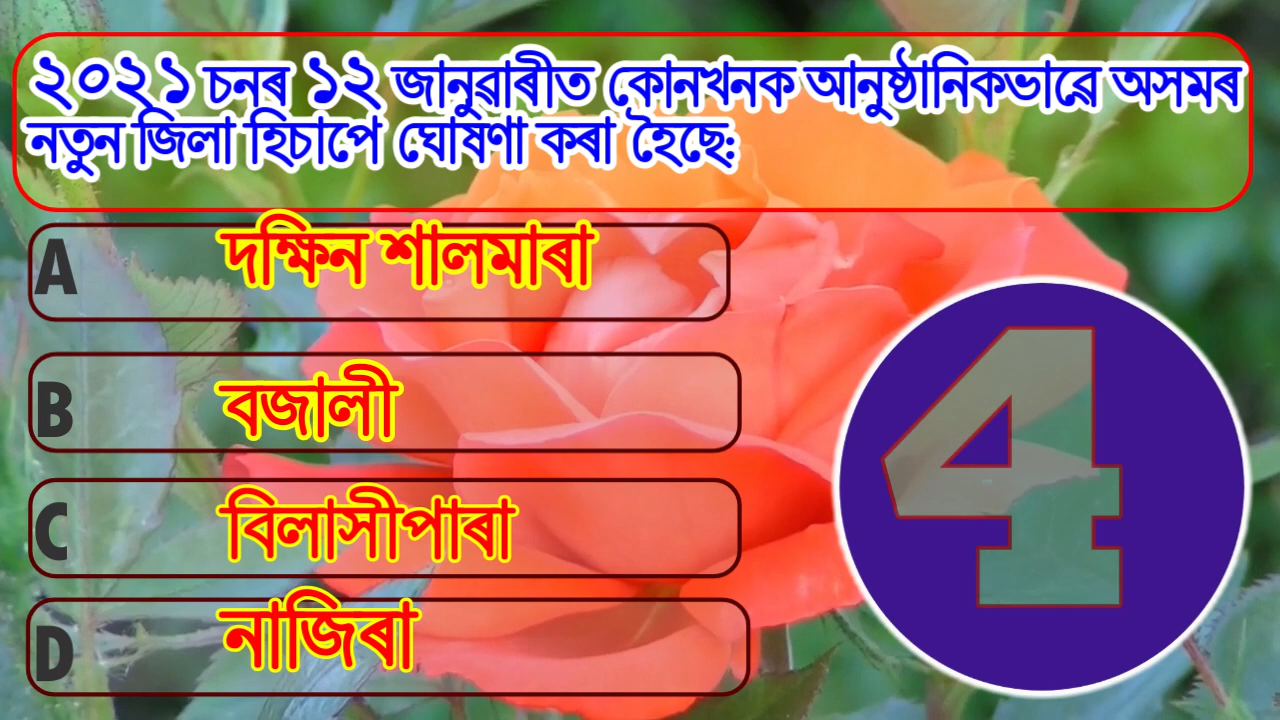 ২০২১ চনৰ ১২ জানুৱাৰীত কোনখনক আনুষ্ঠানিকভাৱে অসমৰ
নতুন জিলা হিচাপে ঘোষণা কৰা হৈছে:
A দক্ষিন শালমাৰা
B বজালী
C বিলাসীপাৰা
D নাজিৰা
4